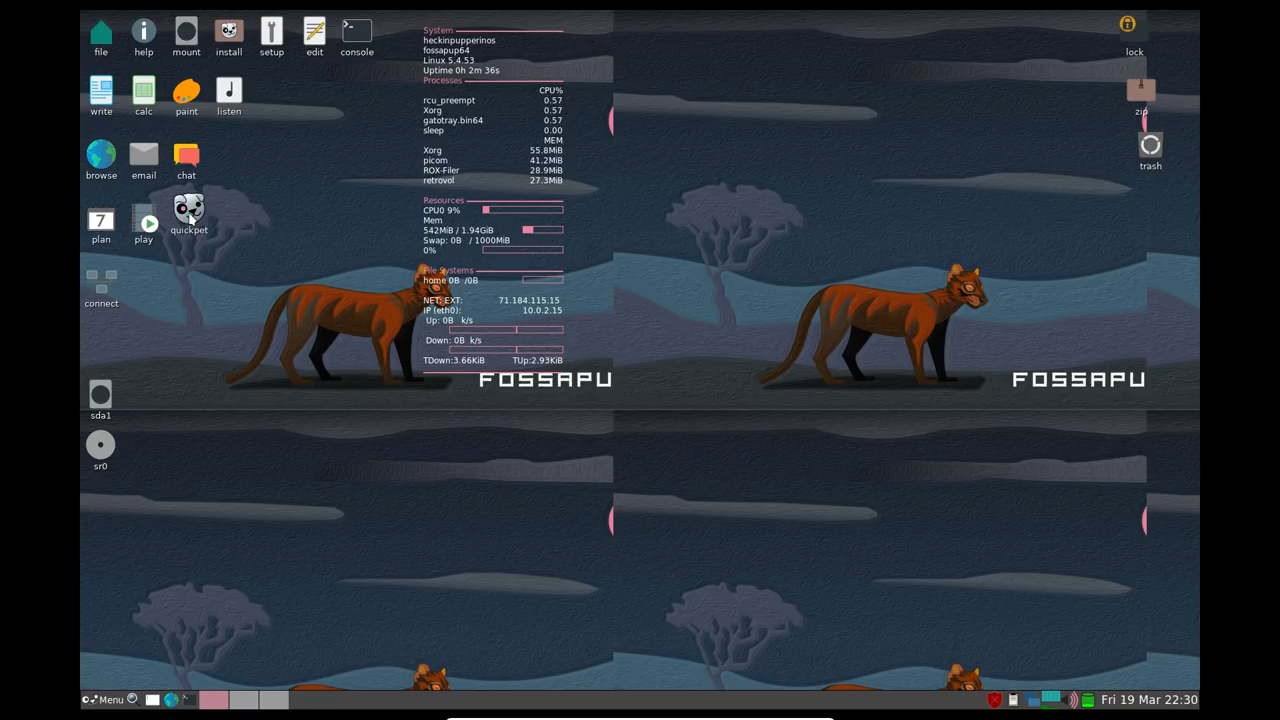 file help mount install setup edit console
write calc paint listen
browse email chat
plan play quickpet
connect
sda1
sr0
System
heckinpupperinos
fossapup64
Linux 5.4.53
Uptime 0h 2m 36s
Processes
CPU%
rcu_preempt 0.57
Xorg 0.57
gatotray.bin64 0.57
sleep 0.00
MEM
Xorg 55.8MiB
picom 41.2MiB
ROX-Filer 28.9MiB
retrovol 27.3MiB
Resources
CPU0 9%
Mem
542MiB / 1.94GiB
Swap: 0B / 1000MiB
0%
File Systems
home 0B /0B
NET: EXT: 71.184.115.15
IP (eth0): 10.0.2.15
Up: 0B k/s
Down: 0B k/s
TDown:3.66KiB TUp:2.93KiB
FOSSAPU
FOSSAPU
lock
zip
trash
7
Menu
Fri 19 Mar 22:30